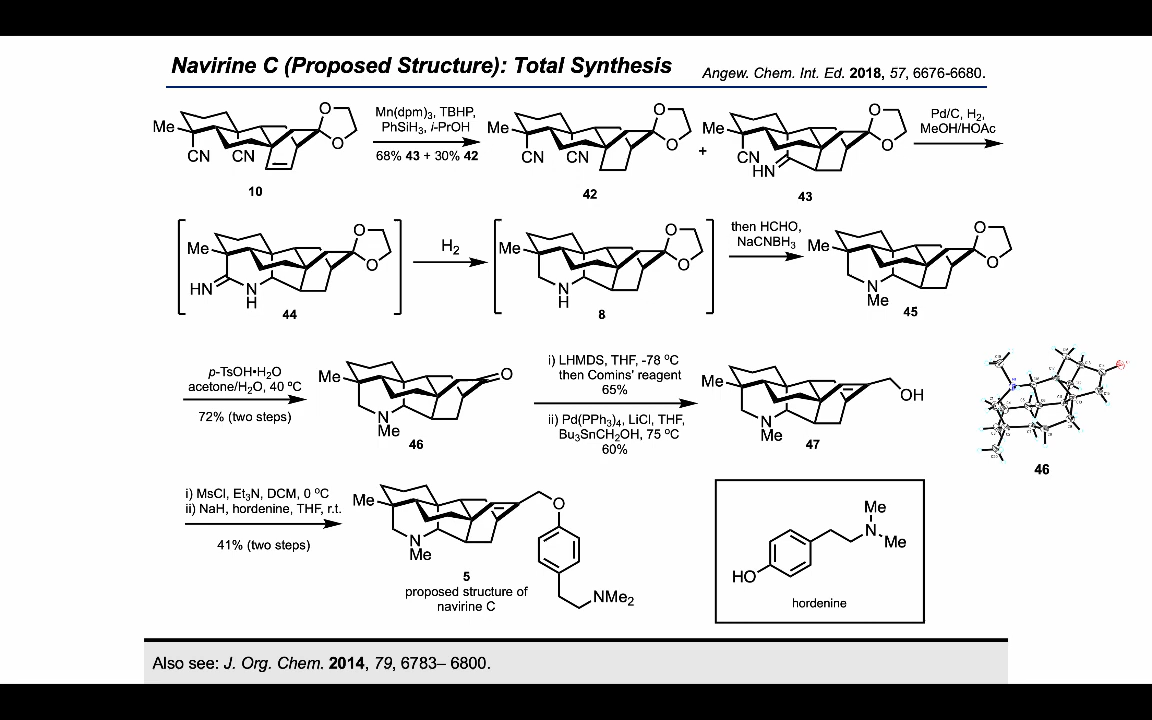 Navirine C (Proposed Structure): Total Synthesis
Angew. Chem. Int. Ed. 2018, 57, 6676-6680.
Me
CN
CN
O
O
10
Mn(dpm)3, TBHP,
PhSiH3, i-PrOH
68% 43 + 30% 42
Me
CN
CN
O
O
42
+
Me
CN
HN
O
O
43
Pd/C, H2,
MeOH/HOAc
Me
HN
N
H
O
O
44
H2
Me
N
H
O
O
8
then HCHO,
NaCNBH3
Me
N
Me
O
O
45
p-TsOH•H2O
acetone/H2O, 40 ºC
72% (two steps)
Me
N
Me
O
46
i) LHMDS, THF, -78 ºC
then Comins' reagent
65%
ii) Pd(PPh3)4, LiCl, THF,
Bu3SnCH2OH, 75 ºC
60%
Me
N
Me
OH
47
46
i) MsCl, Et3N, DCM, 0 ºC
ii) NaH, hordenine, THF, r.t.
41% (two steps)
Me
N
Me
O
NMe2
5
proposed structure of
navirine C
Me
N
Me
HO
hordenine
Also see: J. Org. Chem. 2014, 79, 6783– 6800.